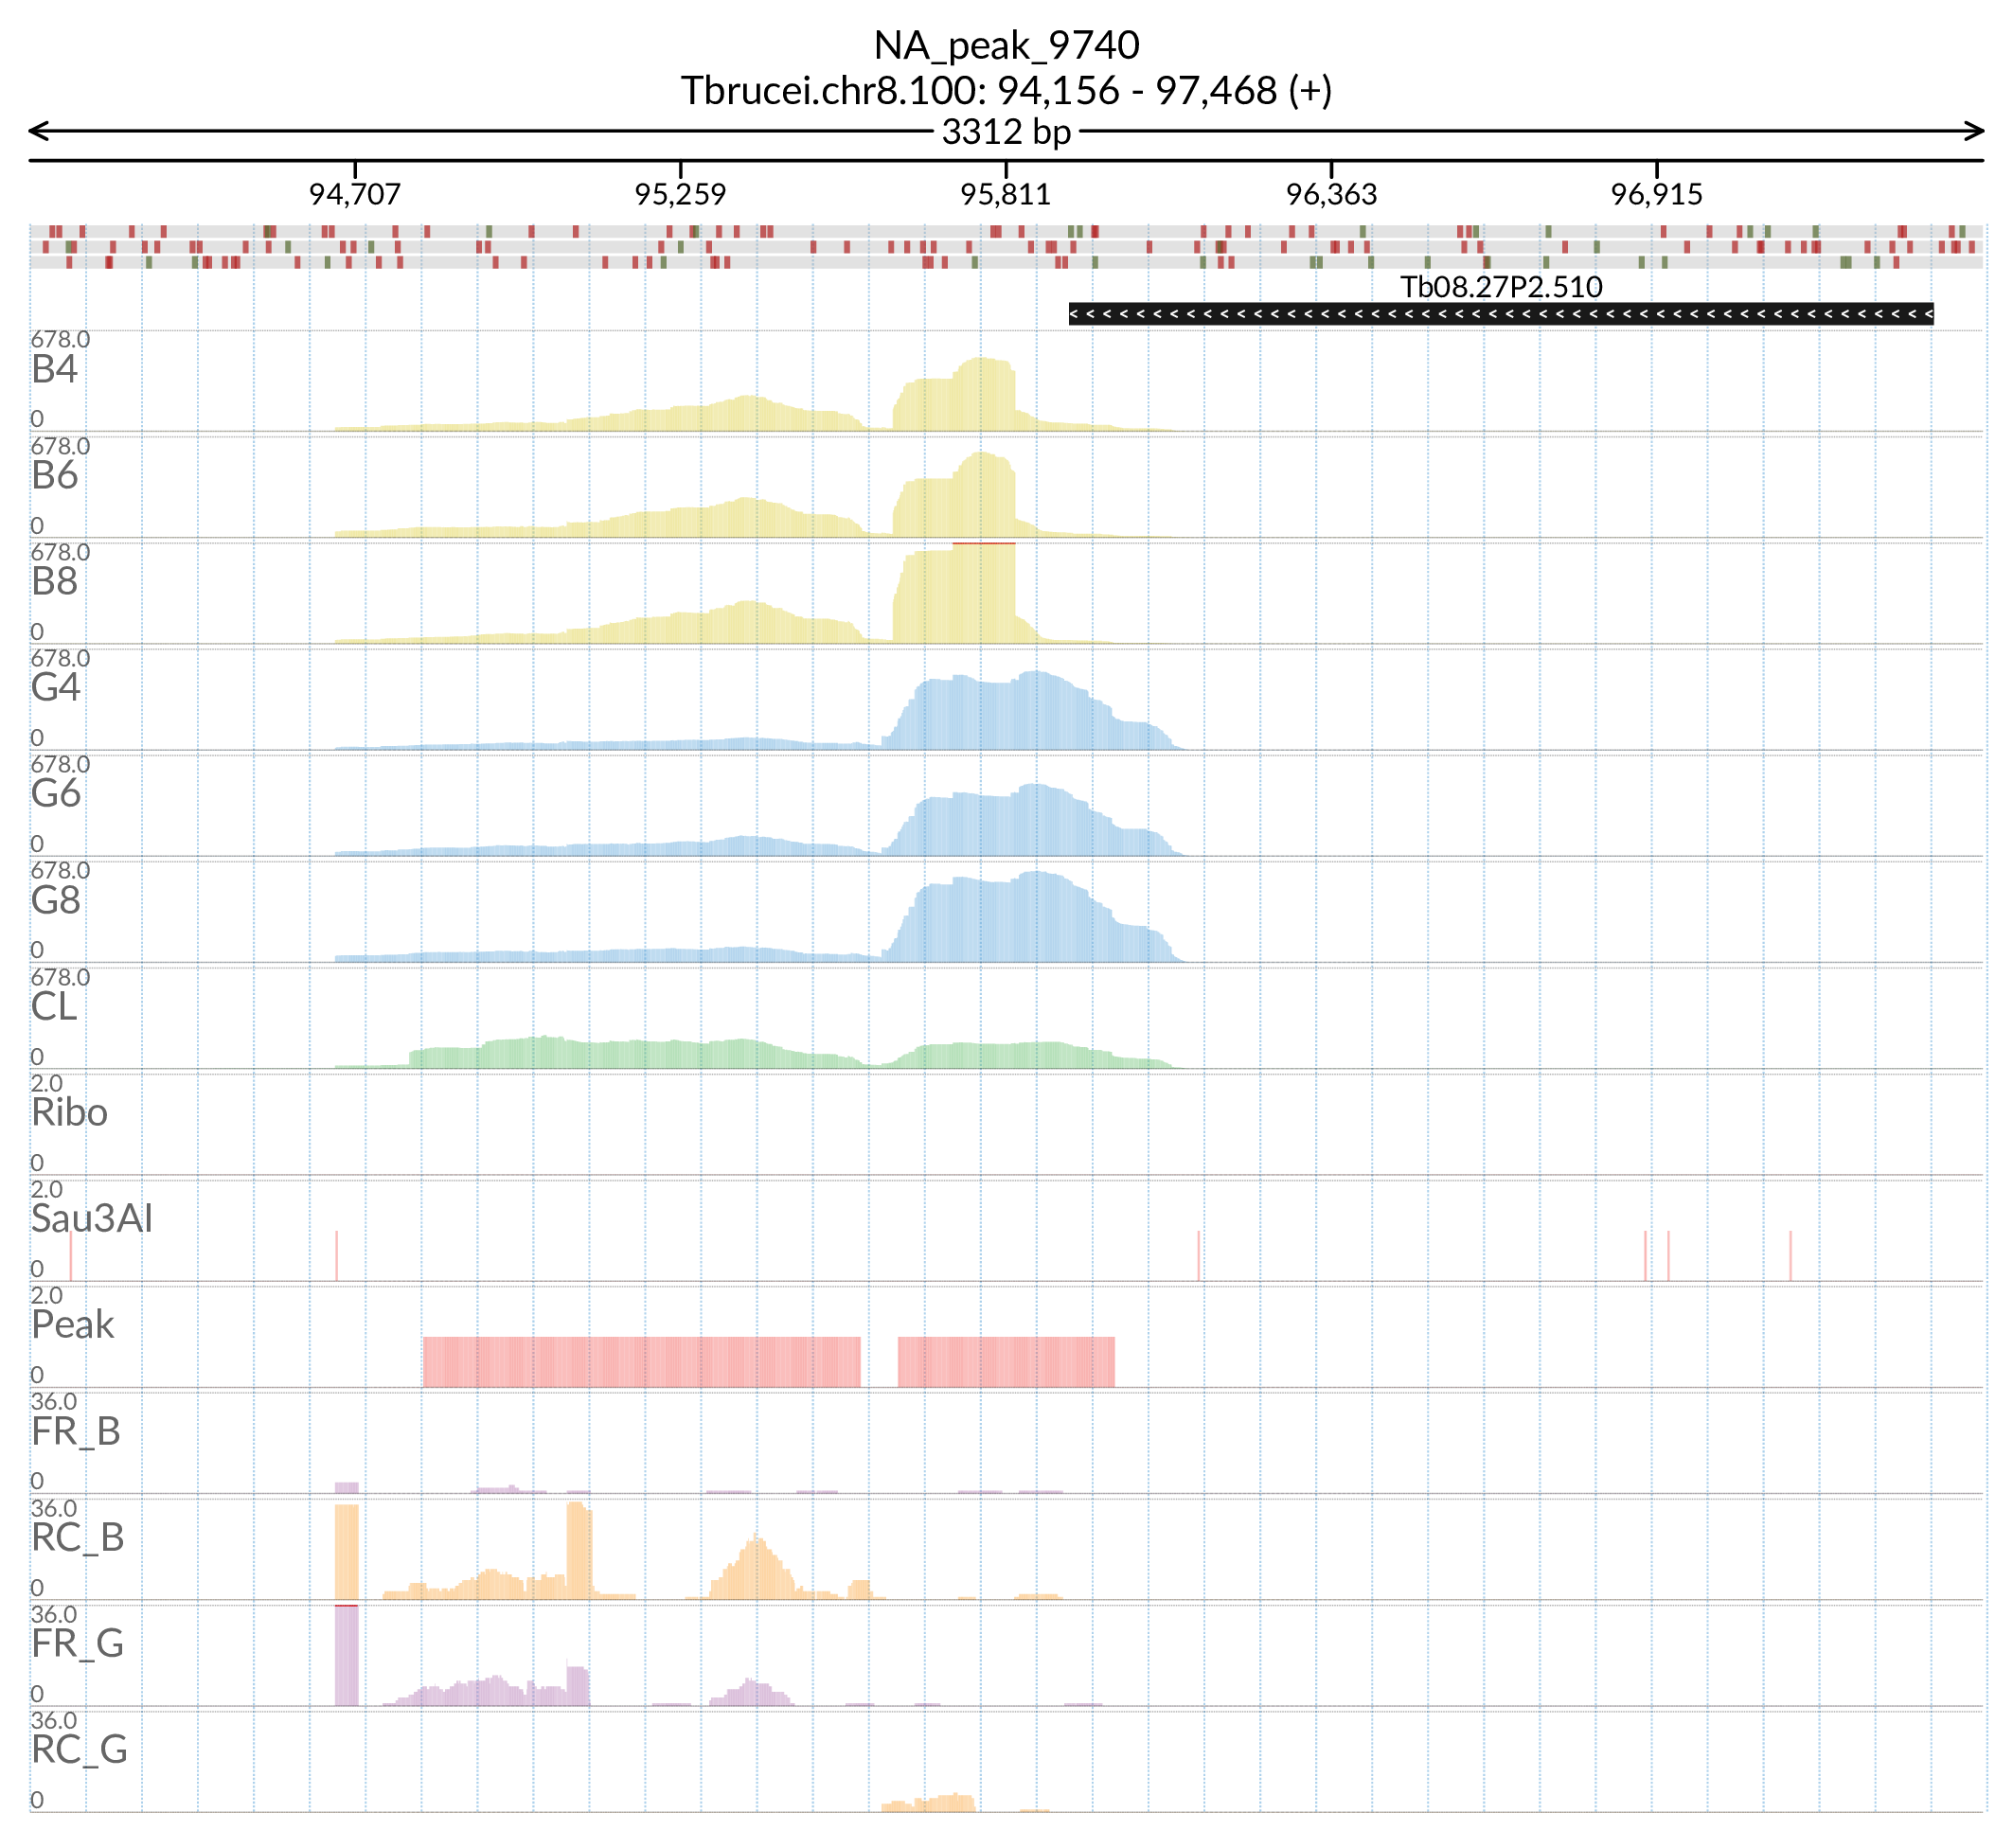 NA_peak_9740
Tbrucei.chr8.100: 94,156 - 97,468 (+)
3312 bp
94,707 95,259 95,811 96,363 96,915
Tb08.27P2.510
678.0
B4
0
678.0
B6
0
678.0
B8
0
678.0
G4
0
678.0
G6
0
678.0
G8
0
678.0
CL
0
2.0
Ribo
0
2.0
Sau3AI
0
2.0
Peak
0
36.0
FR_B
0
36.0
RC_B
0
36.0
FR_G
0
36.0
RC_G
0